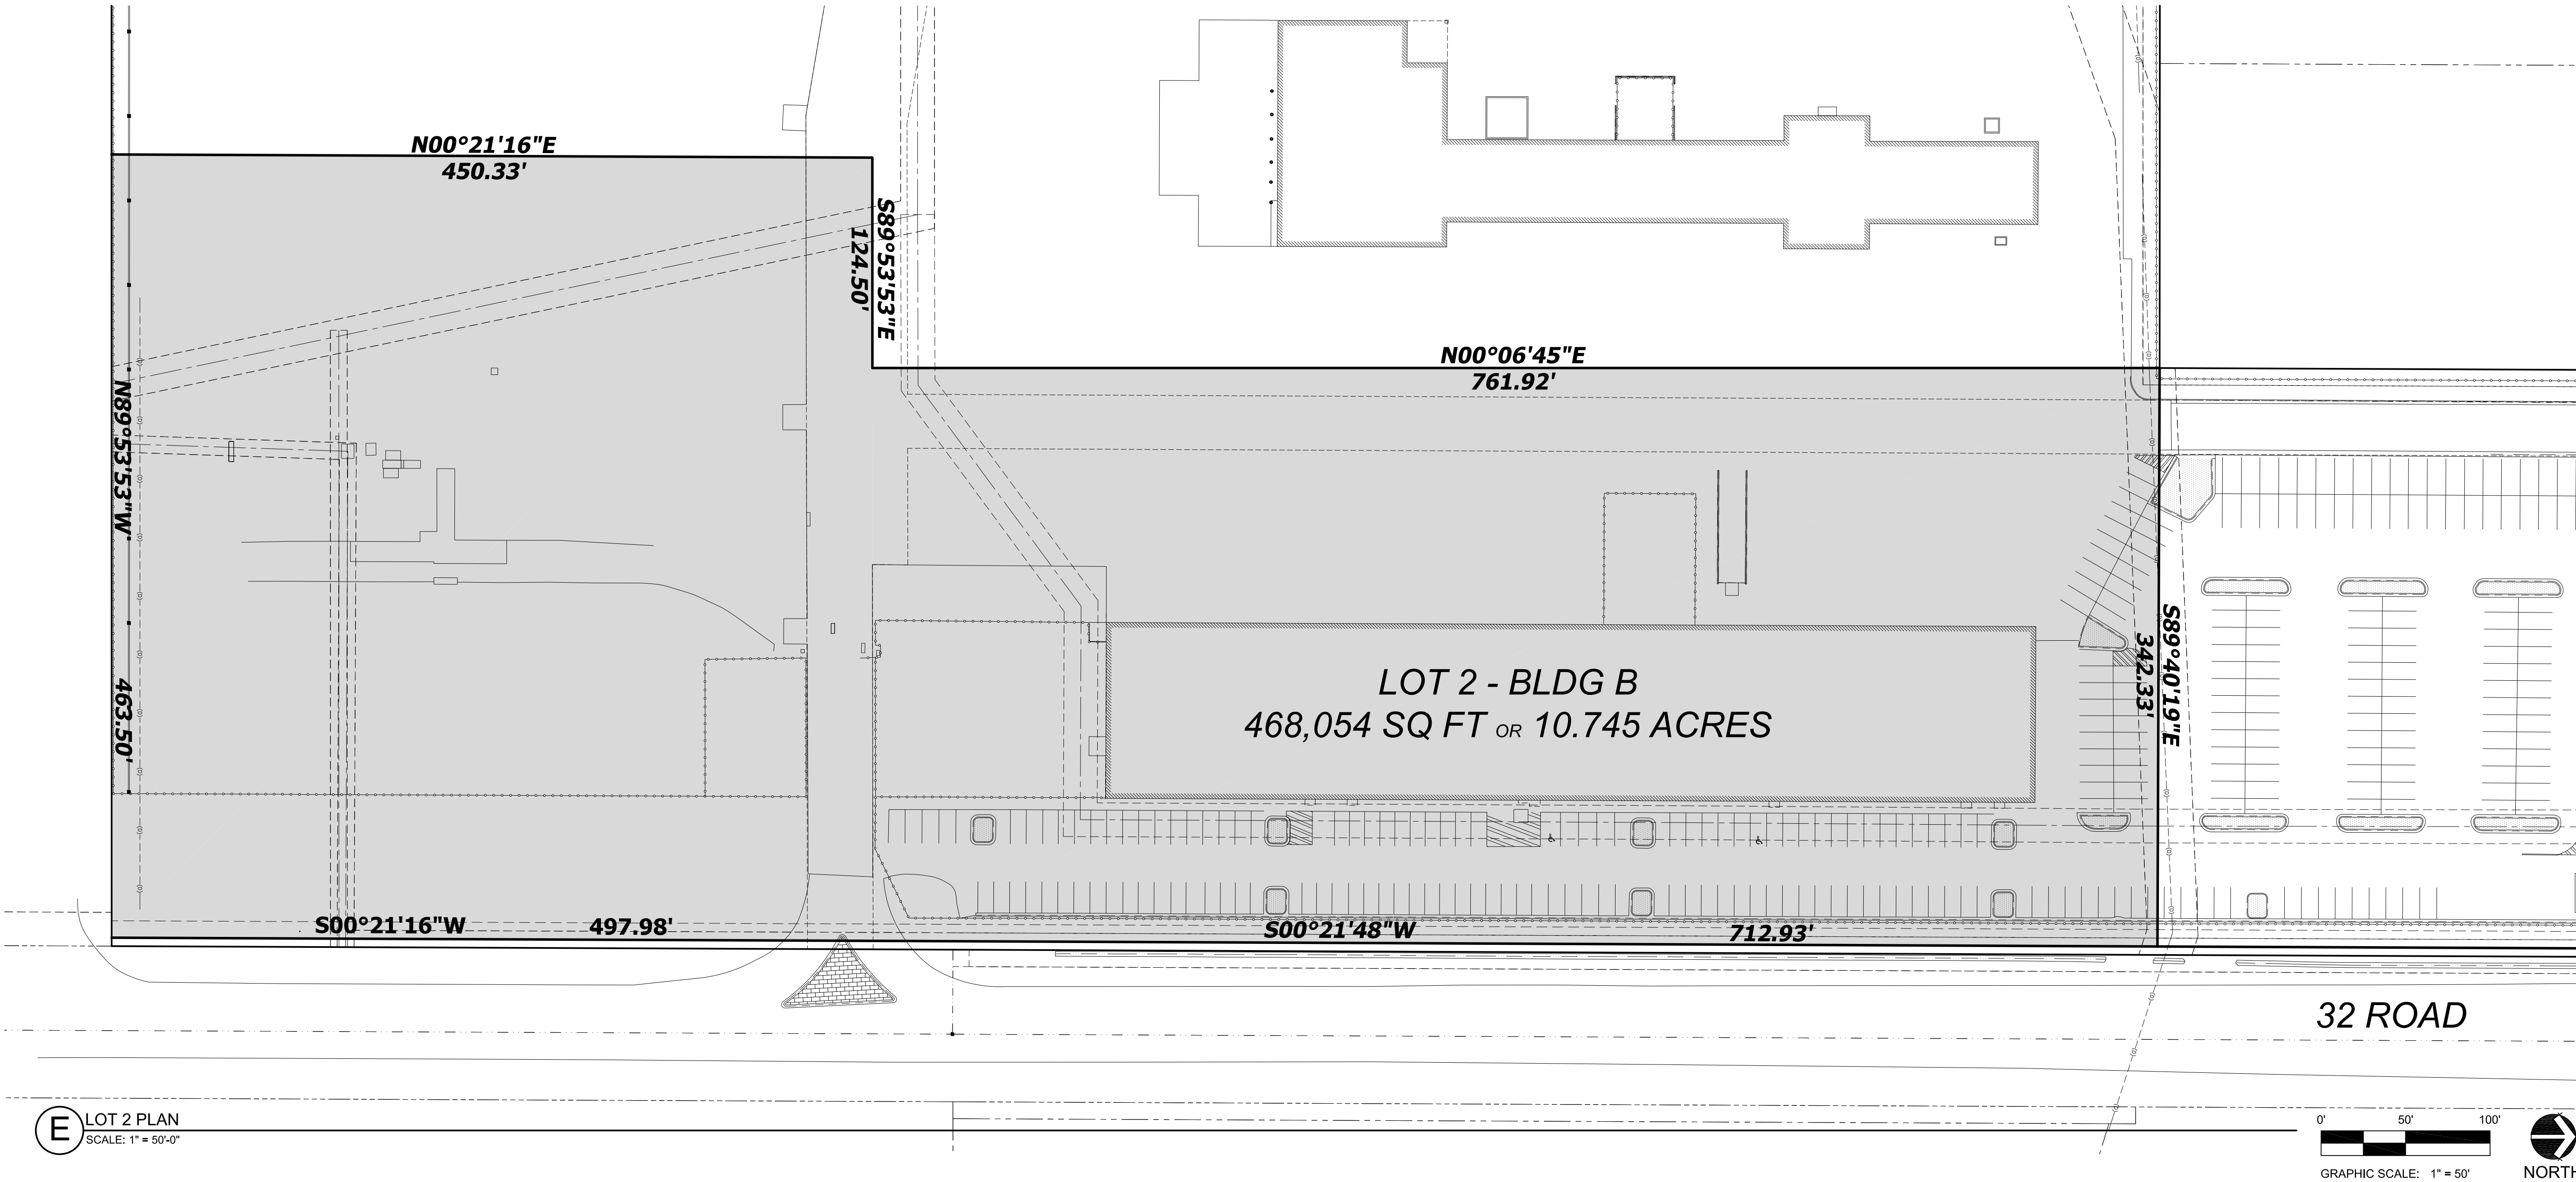 N00°21'16"E
450.33'
S89°53'53"E
124.50'
N00°06'45"E
761.92'
N89°53'53"W
463.50'
S89°40'19"E
342.33'
LOT 2 - BLDG B
468,054 SQ FT OR 10.745 ACRES
S00°21'16"W 497.98'
S00°21'48"W 712.93'
32 ROAD
E
LOT 2 PLAN
SCALE: 1" = 50'-0"
0' 50' 100'
GRAPHIC SCALE: 1" = 50'
NORTH